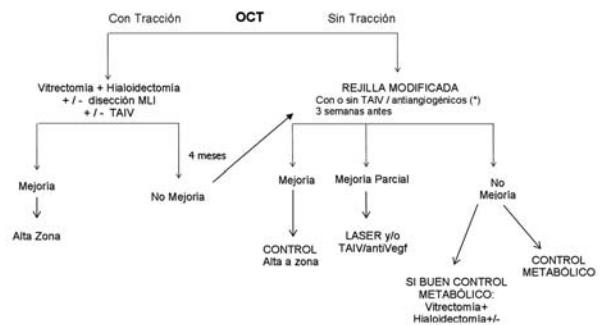 Con Tracción OCT Sin Tracción
Vitrectomía + Hialoidectomía
+ / - disección MLI
+ / - TAIV
REJILLA MODIFICADA
Con o sin TAIV / antiangiogénicos (*)
3 semanas antes
4 meses
Mejoría
No Mejoría
Mejoría
Mejoría Parcial
No
Mejoría
Alta Zona
CONTROL
Alta a zona
LASER y/o
TAIV/antiVegf
SI BUEN CONTROL
METABÓLICO:
Vitrectomía+
Hialoidectomía+/-
CONTROL
METABÓLICO